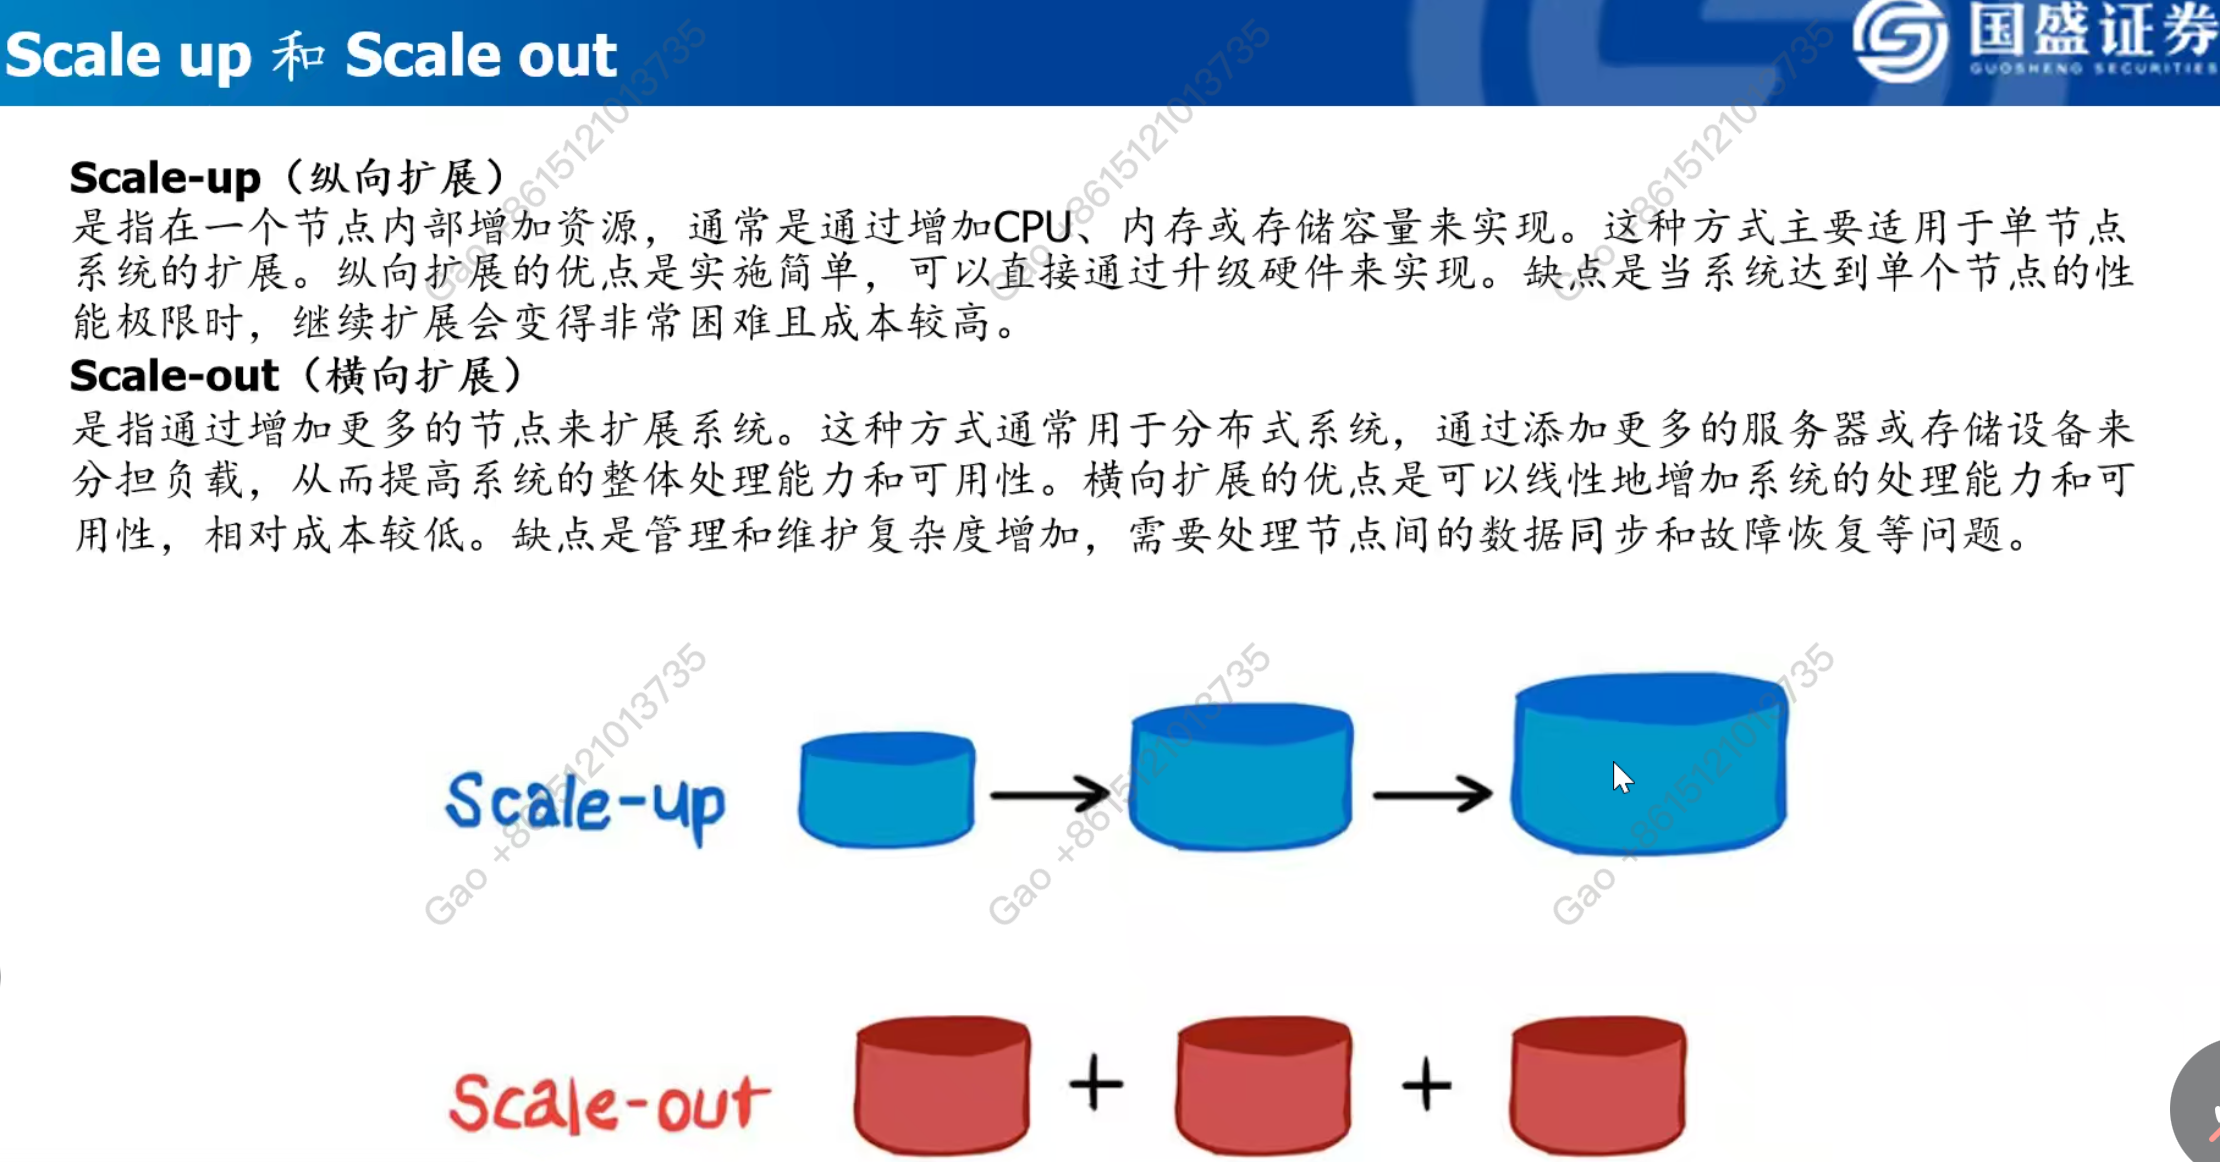 Scale up 和 Scale out
国盛证券
GUOSHENG SECURITIES
Scale-up（纵向扩展）
是指在一个节点内部增加资源，通常是通过增加CPU、内存或存储容量来实现。这种方式主要适用于单节点
系统的扩展。纵向扩展的优点是实施简单，可以直接通过升级硬件来实现。缺点是当系统达到单个节点的性
能极限时，继续扩展会变得非常困难且成本较高。
Scale-out（横向扩展）
是指通过增加更多的节点来扩展系统。这种方式通常用于分布式系统，通过添加更多的服务器或存储设备来
分担负载，从而提高系统的整体处理能力和可用性。横向扩展的优点是可以线性地增加系统的处理能力和可
用性，相对成本较低。缺点是管理和维护复杂度增加，需要处理节点间的数据同步和故障恢复等问题。
Scale-up
Scale-out
+
+
Gao +8615121013735
Gao +8615121013735
Gao +8615121013735
Gao +8615121013735
Gao +8615121013735
Gao +8615121013735